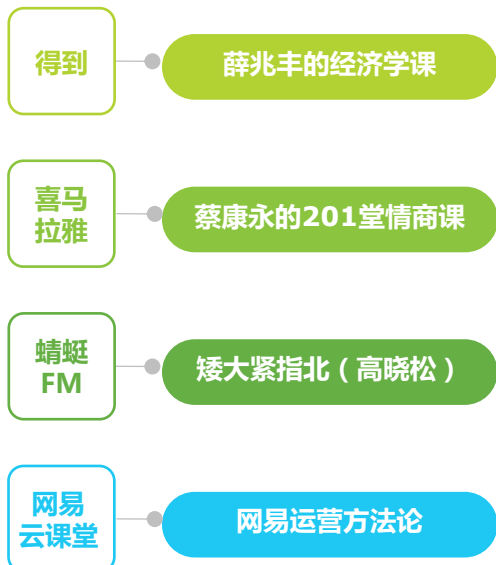 得到
薛兆丰的经济学课
喜马
拉雅
蔡康永的201堂情商课
蜻蜓
FM
矮大紧指北（高晓松）
网易
云课堂
网易运营方法论